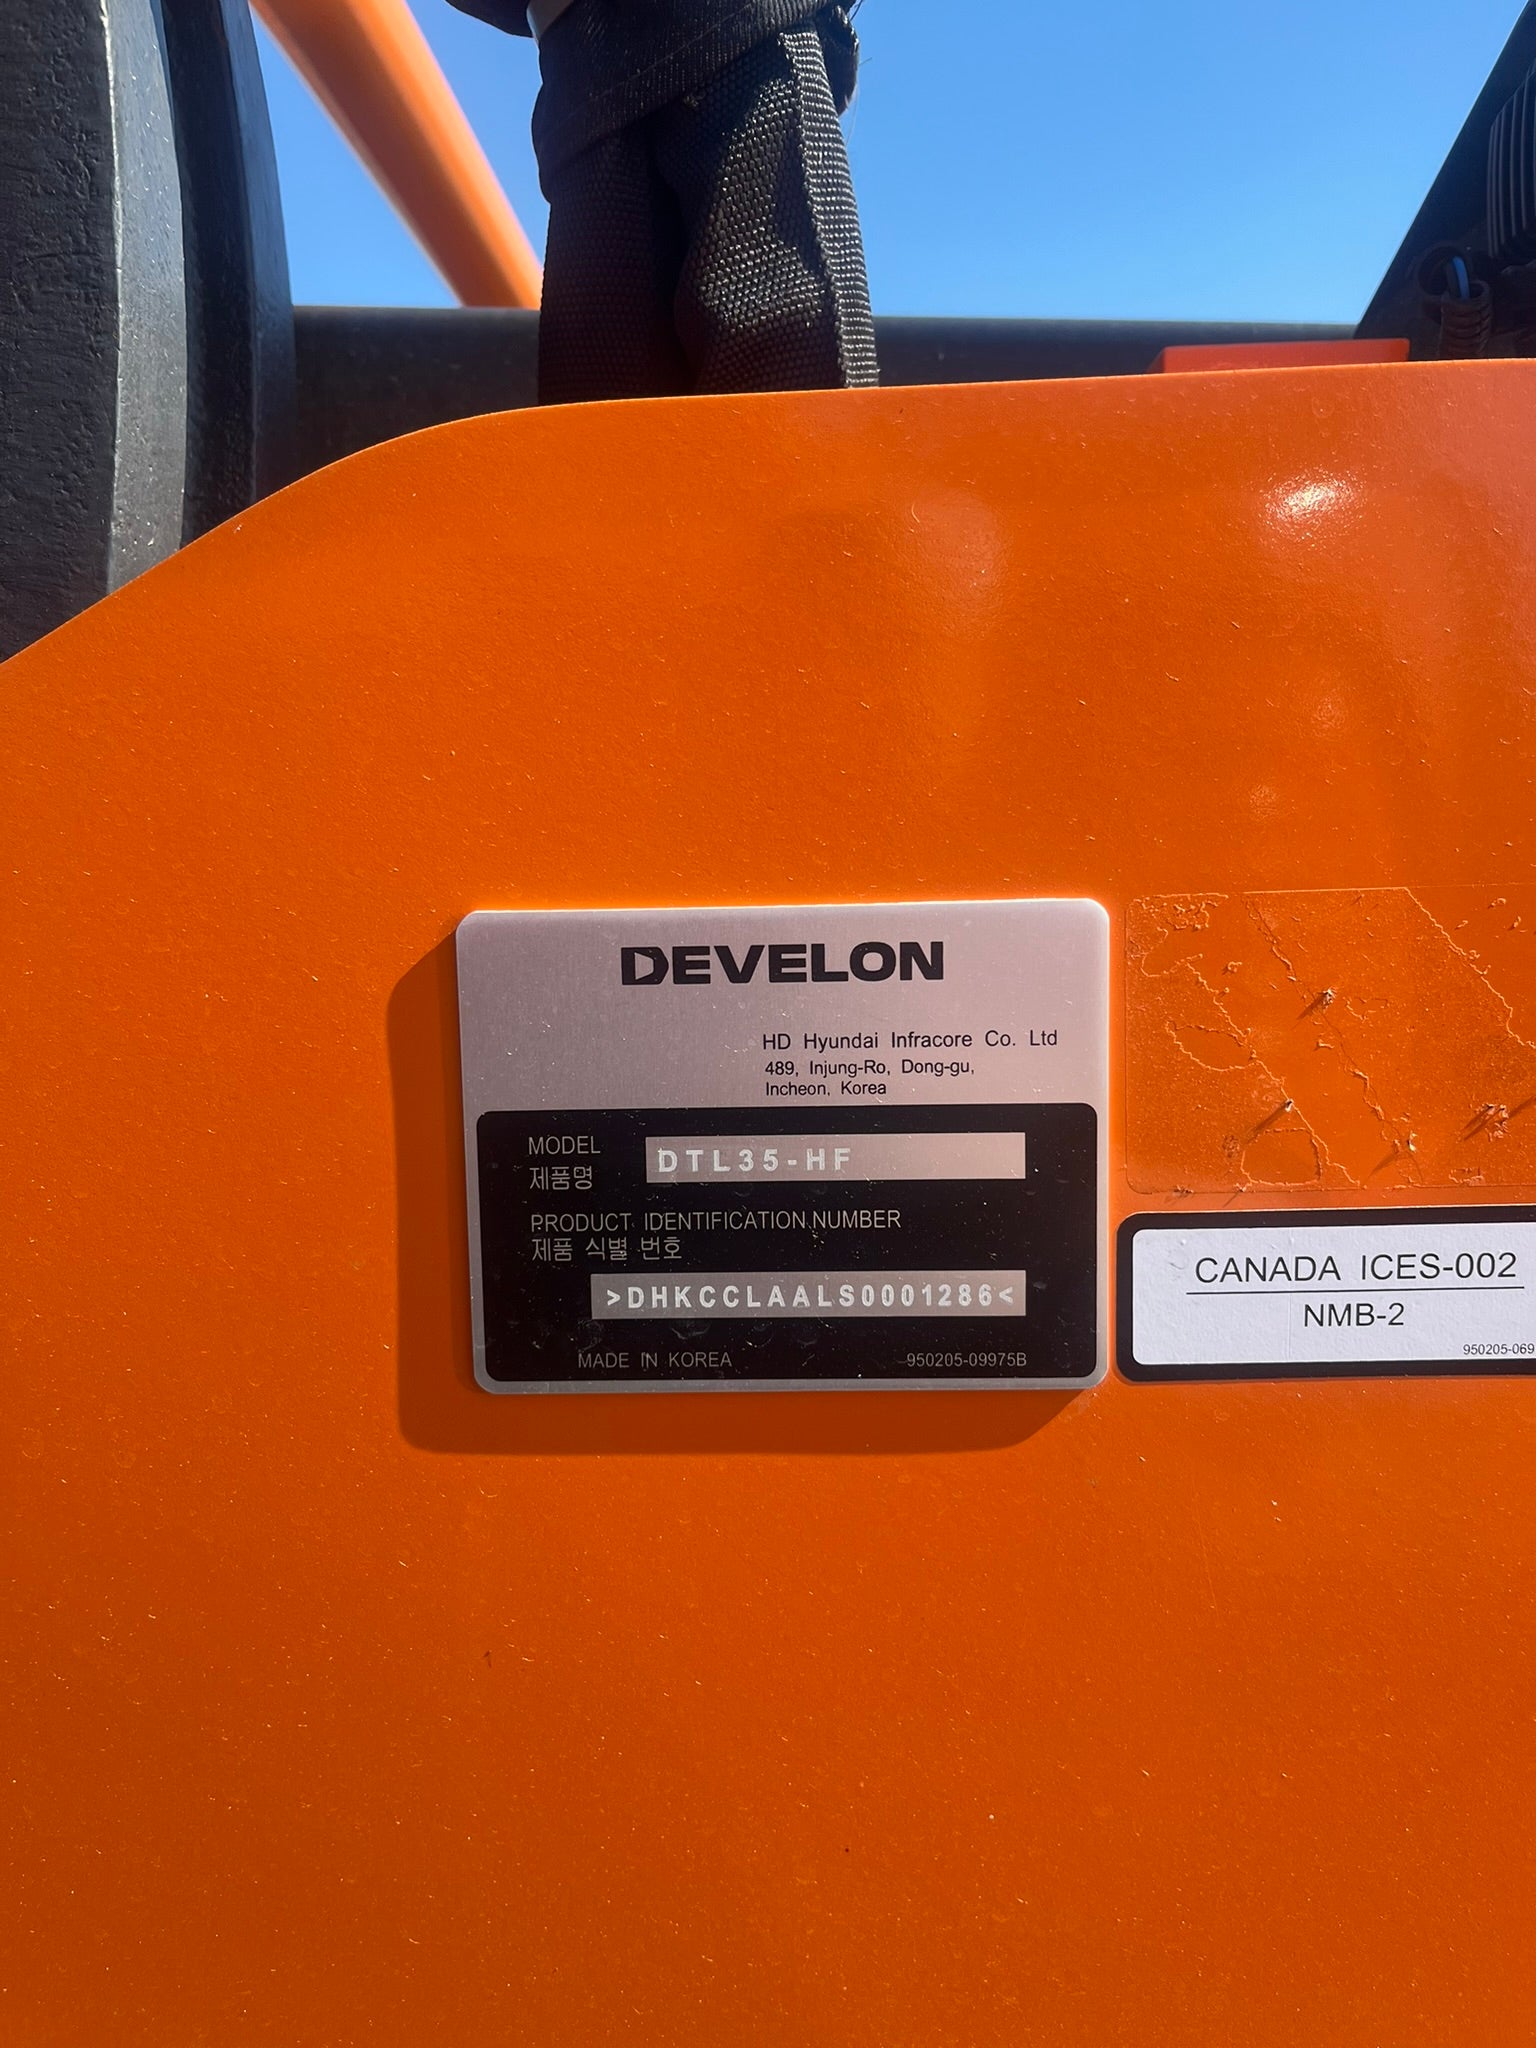 DEVELON
HD Hyundai Infracore Co. Ltd
489, Injung-Ro, Dong-gu,
Incheon, Korea
MODEL
제품명
DTL35-HF
PRODUCT IDENTIFICATION NUMBER
제품 식별 번호
>DHKCCLAALS0001286<
MADE IN KOREA 950205-09975B
CANADA ICES-002
NMB-2
950205-069